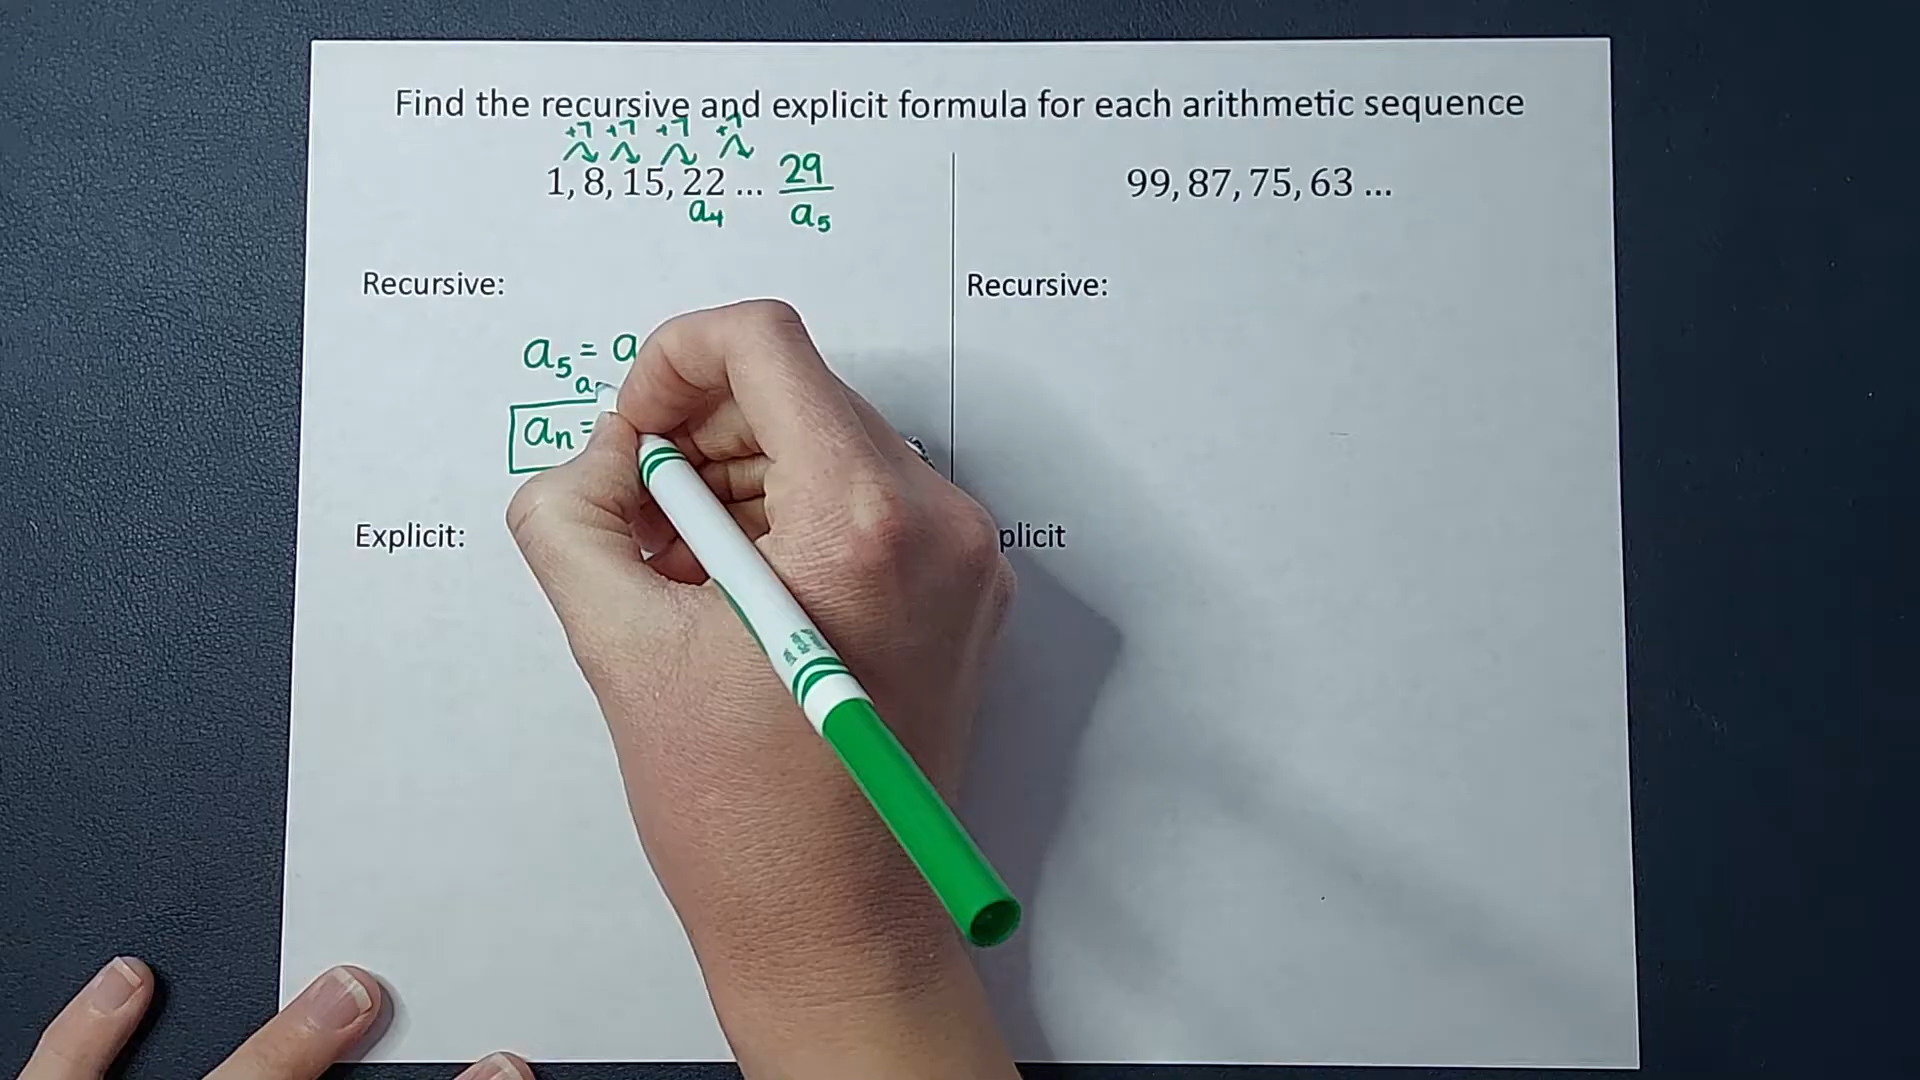 Find the recursive and explicit formula for each arithmetic sequence
+7 +7 +7 +7
1, 8, 15, 22 ... 29
a4 a5
99, 87, 75, 63 ...
Recursive:
a5 = a
an =
Explicit:
Recursive:
plicit